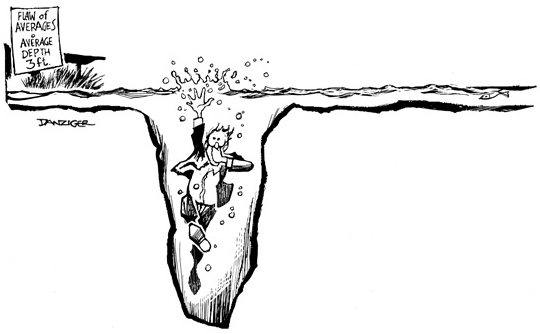 FLAW of
AVERAGES
AVERAGE
DEPTH
3 ft.
DANZIGER